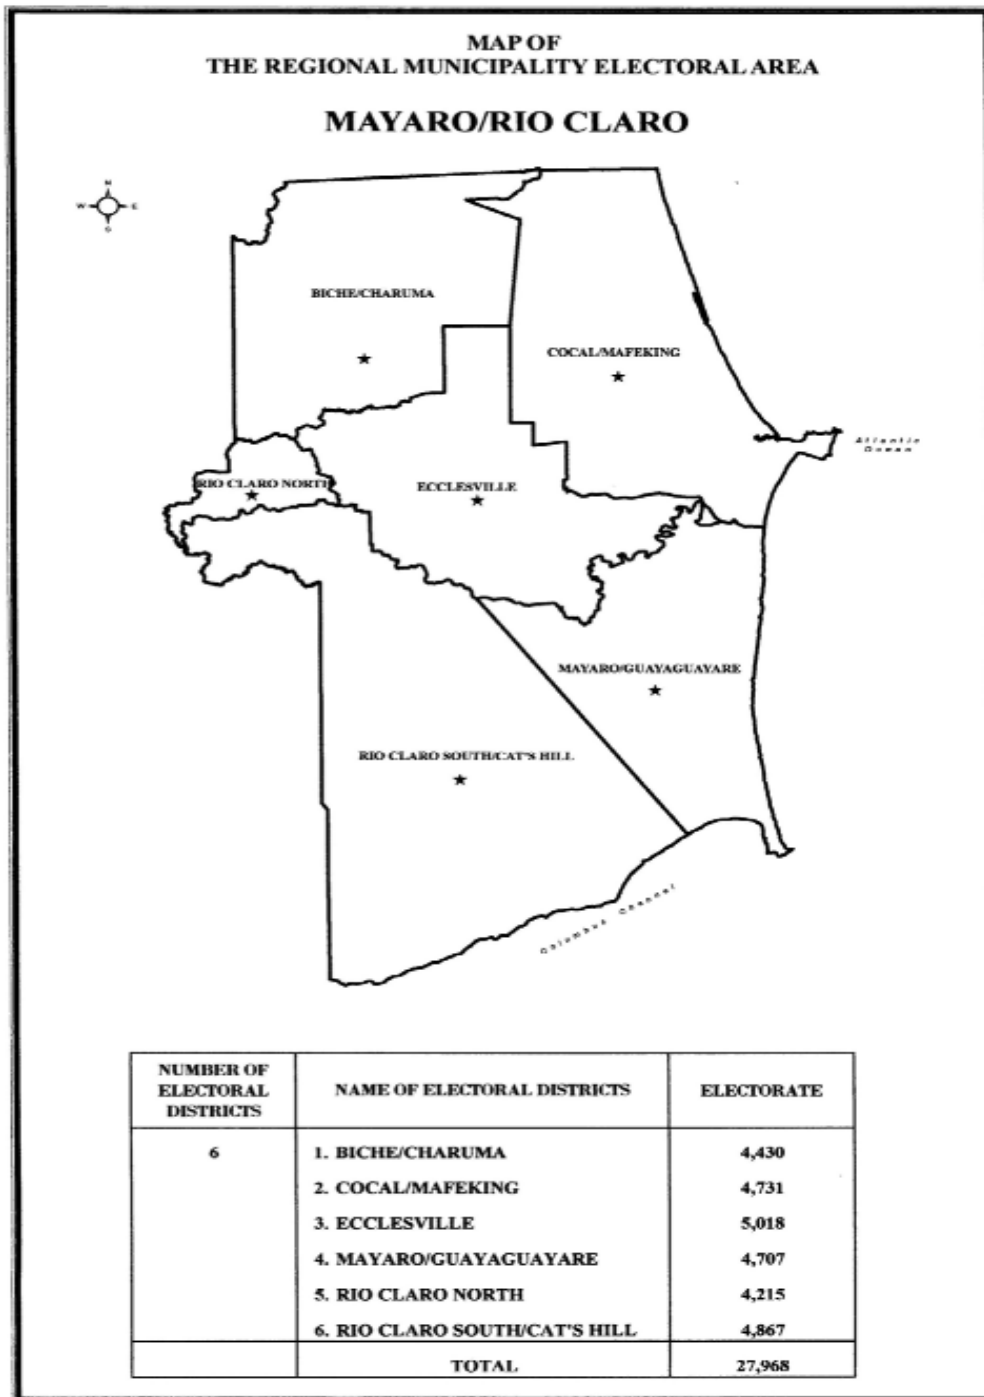 MAP OF
THE REGIONAL MUNICIPALITY ELECTORAL AREA
MAYARO/RIO CLARO
N
W E
S
BICHE/CHARUMA
COCAL/MAFEKING
Atlantic
Ocean
RIO CLARO NORTH
ECCLESVILLE
MAYARO/GUAYAGUAYARE
RIO CLARO SOUTH/CAT'S HILL
Columbus Channel
NUMBER OF
ELECTORAL
DISTRICTS
NAME OF ELECTORAL DISTRICTS
ELECTORATE
6
1. BICHE/CHARUMA 4,430
2. COCAL/MAFEKING 4,731
3. ECCLESVILLE 5,018
4. MAYARO/GUAYAGUAYARE 4,707
5. RIO CLARO NORTH 4,215
6. RIO CLARO SOUTH/CAT'S HILL 4,867
TOTAL 27,968